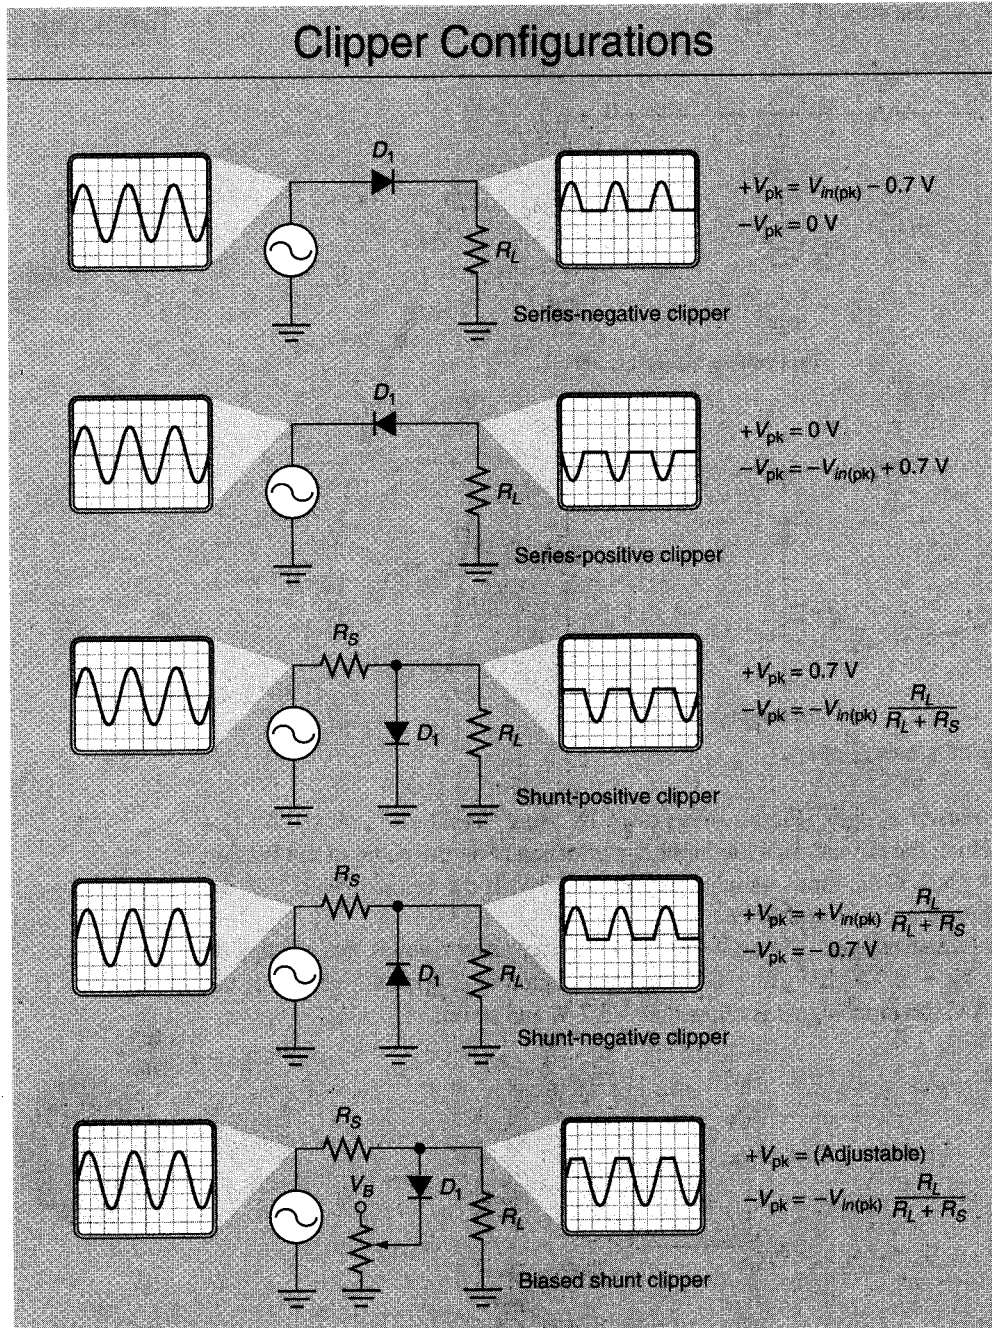 Clipper Configurations
D1
+Vpk = Vin(pk) – 0.7 V
–Vpk = 0 V
RL
Series-negative clipper
D1
+Vpk = 0 V
–Vpk = –Vin(pk) + 0.7 V
RL
Series-positive clipper
RS
+Vpk = 0.7 V
–Vpk = –Vin(pk) RL / RL + RS
D1 RL
Shunt-positive clipper
RS
+Vpk = +Vin(pk) RL / RL + RS
–Vpk = – 0.7 V
D1 RL
Shunt-negative clipper
RS
+Vpk = (Adjustable)
VB D1
–Vpk = –Vin(pk) RL / RL + RS
RL
Biased shunt clipper